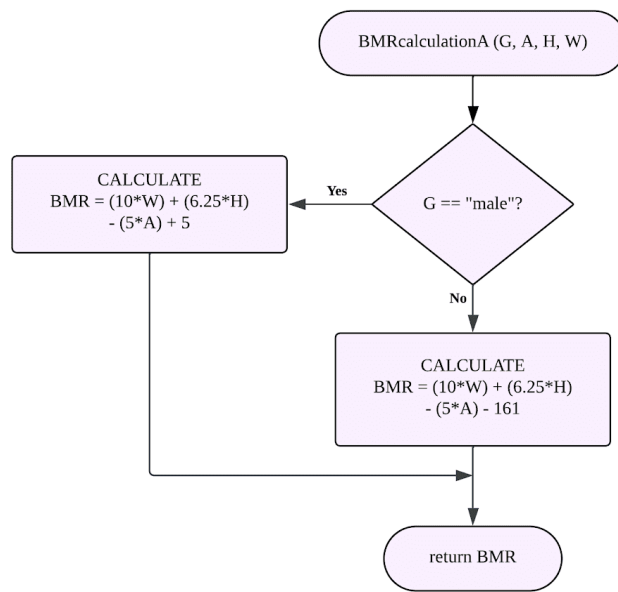 BMRcalculationA (G, A, H, W)
G == "male"?
Yes
CALCULATE
BMR = (10*W) + (6.25*H)
- (5*A) + 5
No
CALCULATE
BMR = (10*W) + (6.25*H)
- (5*A) - 161
return BMR